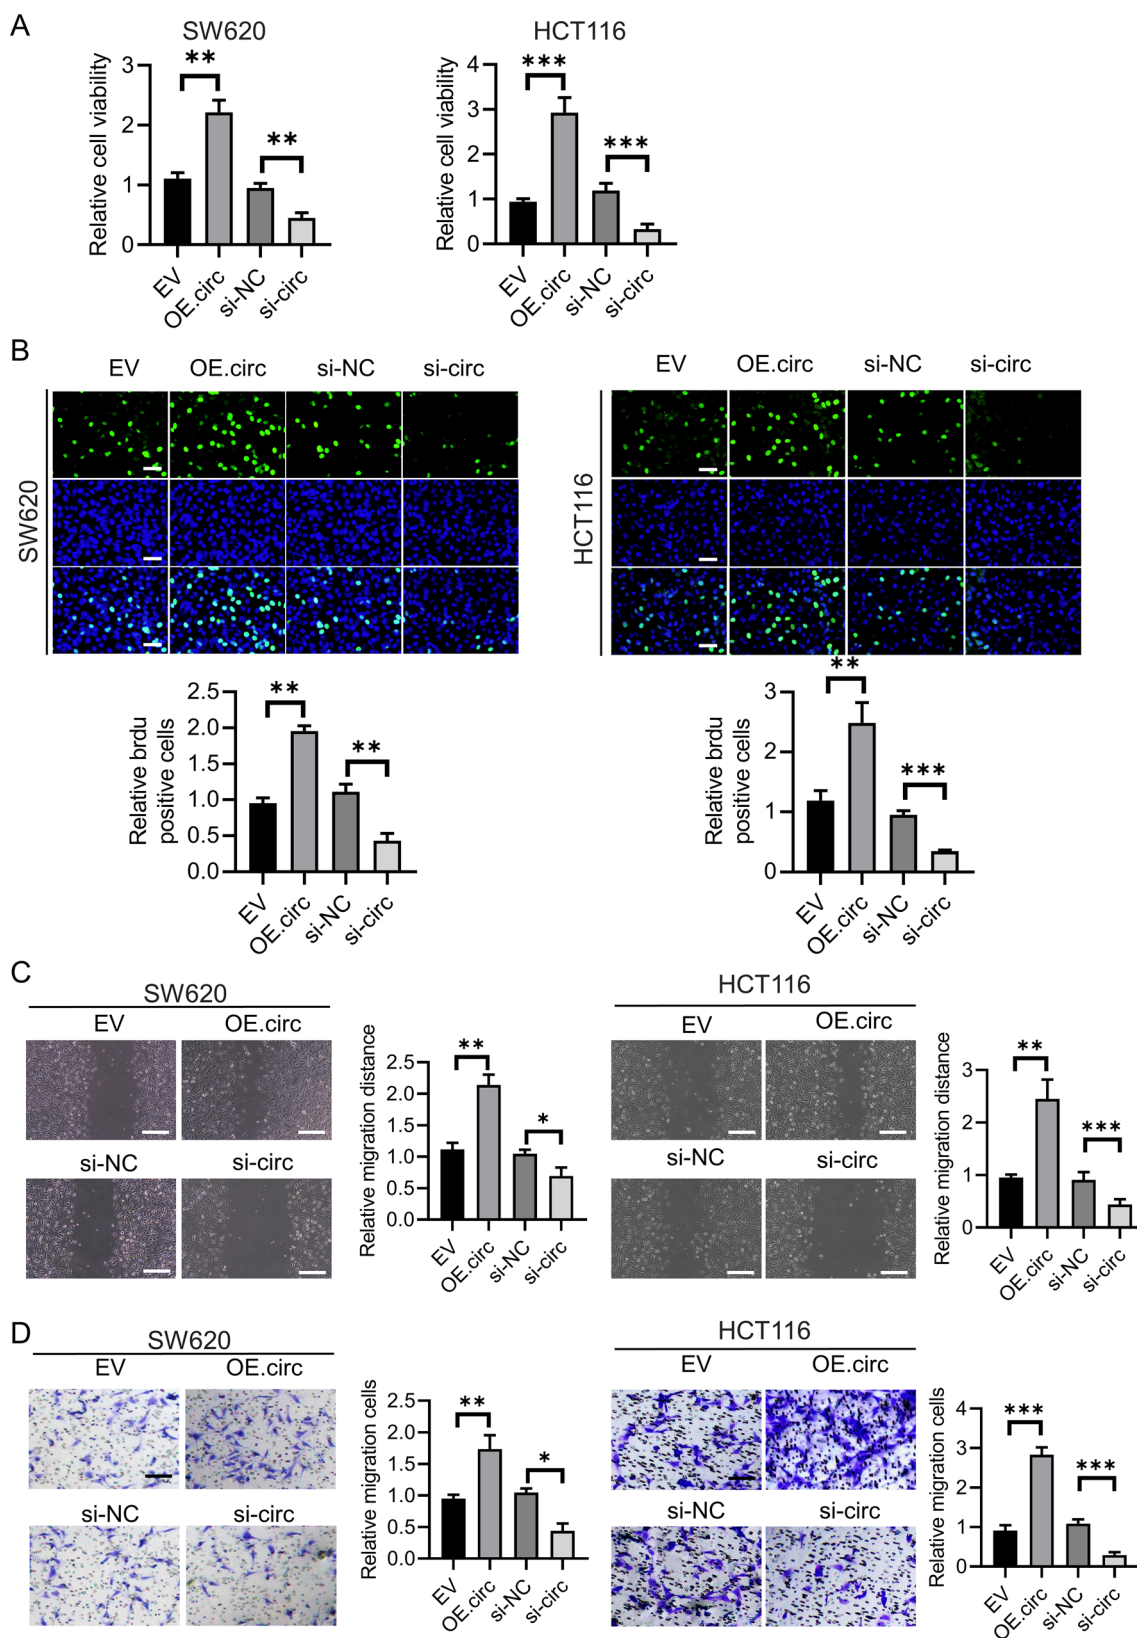 A
SW620
HCT116
Relative cell viability
3
2
1
0
**
**
EV
OE.circ
si-NC
si-circ
Relative cell viability
4
3
2
1
0
***
***
EV
OE.circ
si-NC
si-circ
B
EV OE.circ si-NC si-circ
SW620
EV OE.circ si-NC si-circ
HCT116
Relative brdu
positive cells
2.5
2.0
1.5
1.0
0.5
0.0
**
**
EV
OE.circ
si-NC
si-circ
Relative brdu
positive cells
3
2
1
0
**
***
EV
OE.circ
si-NC
si-circ
C
SW620
EV OE.circ
si-NC si-circ
Relative migration distance
2.5
2.0
1.5
1.0
0.5
0.0
**
*
EV
OE.circ
si-NC
si-circ
HCT116
EV OE.circ
si-NC si-circ
Relative migration distance
3
2
1
0
**
***
EV
OE.circ
si-NC
si-circ
D
SW620
EV OE.circ
si-NC si-circ
Relative migration cells
2.5
2.0
1.5
1.0
0.5
0.0
**
*
EV
OE.circ
si-NC
si-circ
HCT116
EV OE.circ
si-NC si-circ
Relative migration cells
4
3
2
1
0
***
***
EV
OE.circ
si-NC
si-circ